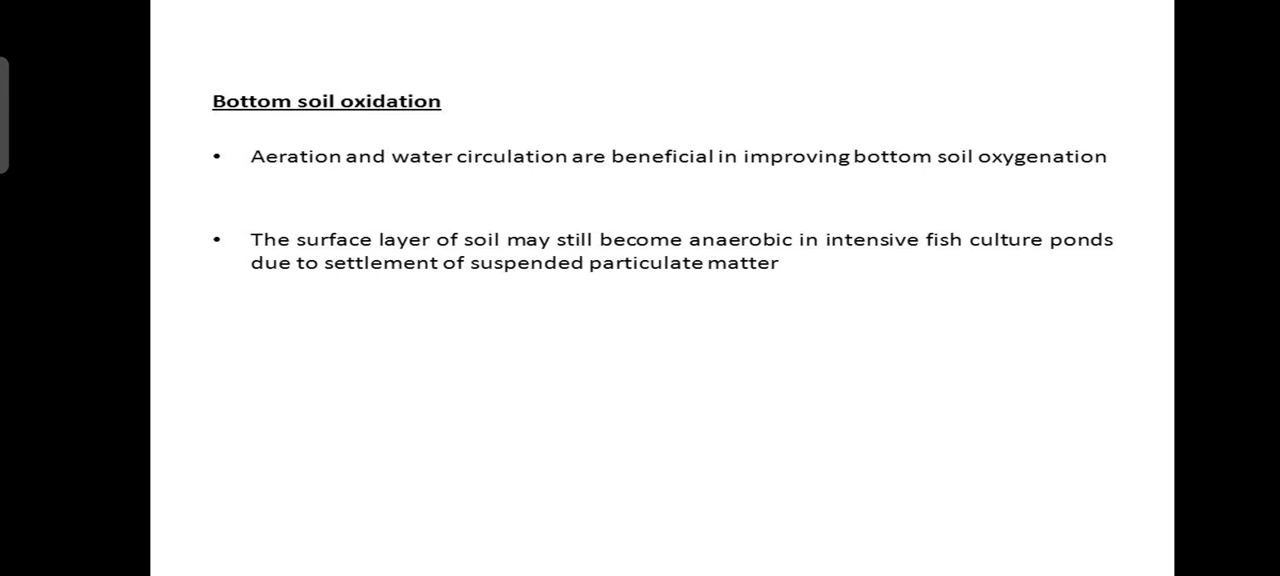 Bottom soil oxidation
• Aeration and water circulation are beneficial in improving bottom soil oxygenation
• The surface layer of soil may still become anaerobic in intensive fish culture ponds
due to settlement of suspended particulate matter